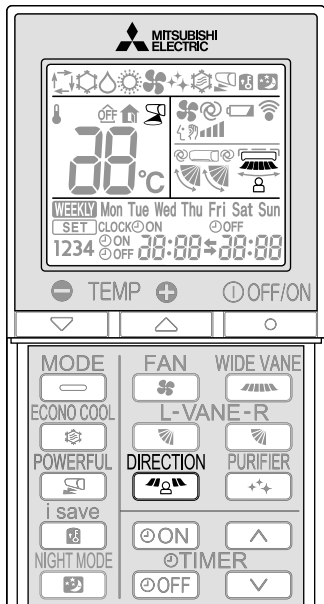 MITSUBISHI
ELECTRIC
OFF
88°C
WEEKLY Mon Tue Wed Thu Fri Sat Sun
SET CLOCK ON OFF
1234 ON OFF 88:88 88:88
TEMP OFF/ON
MODE FAN WIDE VANE
ECONO COOL L-VANE-R
POWERFUL DIRECTION PURIFIER
i save
ON
NIGHT MODE TIMER
OFF